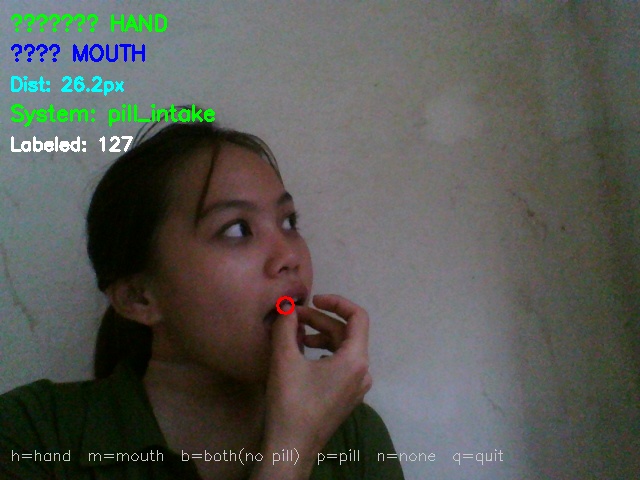 ??????? HAND
???? MOUTH
Dist: 26.2px
System: pill_intake
Labeled: 127
h=hand m=mouth b=both(no pill) p=pill n=none q=quit